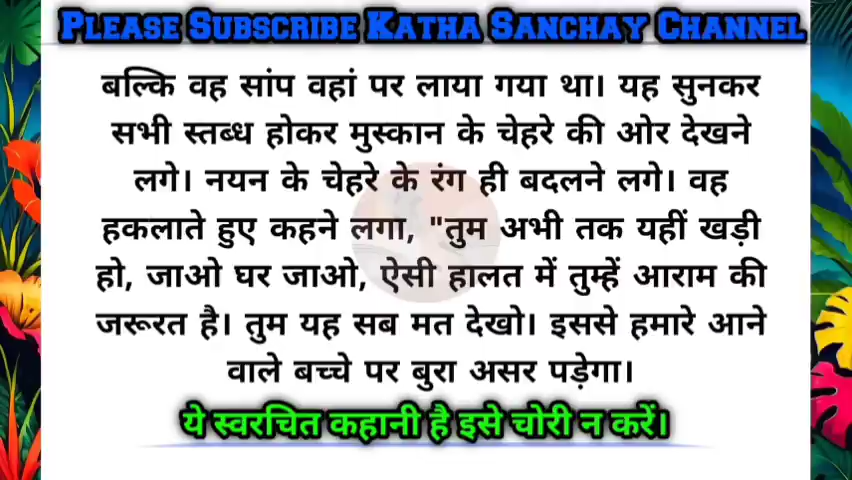 PLEASE SUBSCRIBE KATHA SANCHAY CHANNEL
बल्कि वह सांप वहां पर लाया गया था। यह सुनकर
सभी स्तब्ध होकर मुस्कान के चेहरे की ओर देखने
लगे। नयन के चेहरे के रंग ही बदलने लगे। वह
हकलाते हुए कहने लगा, "तुम अभी तक यहीं खड़ी
हो, जाओ घर जाओ, ऐसी हालत में तुम्हें आराम की
जरूरत है। तुम यह सब मत देखो। इससे हमारे आने
वाले बच्चे पर बुरा असर पड़ेगा।
ये स्वरचित कहानी है इसे चोरी न करें।